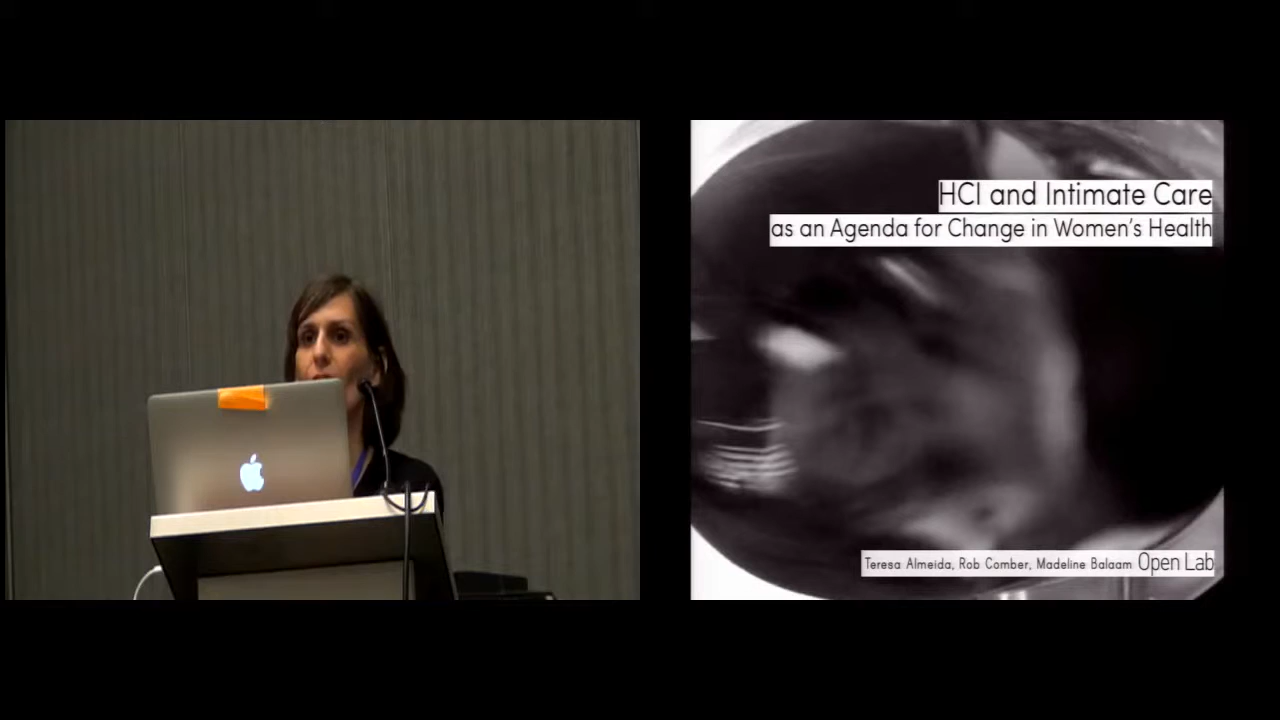 HCI and Intimate Care
as an Agenda for Change in Women's Health
Teresa Almeida, Rob Comber, Madeline Balaam Open Lab